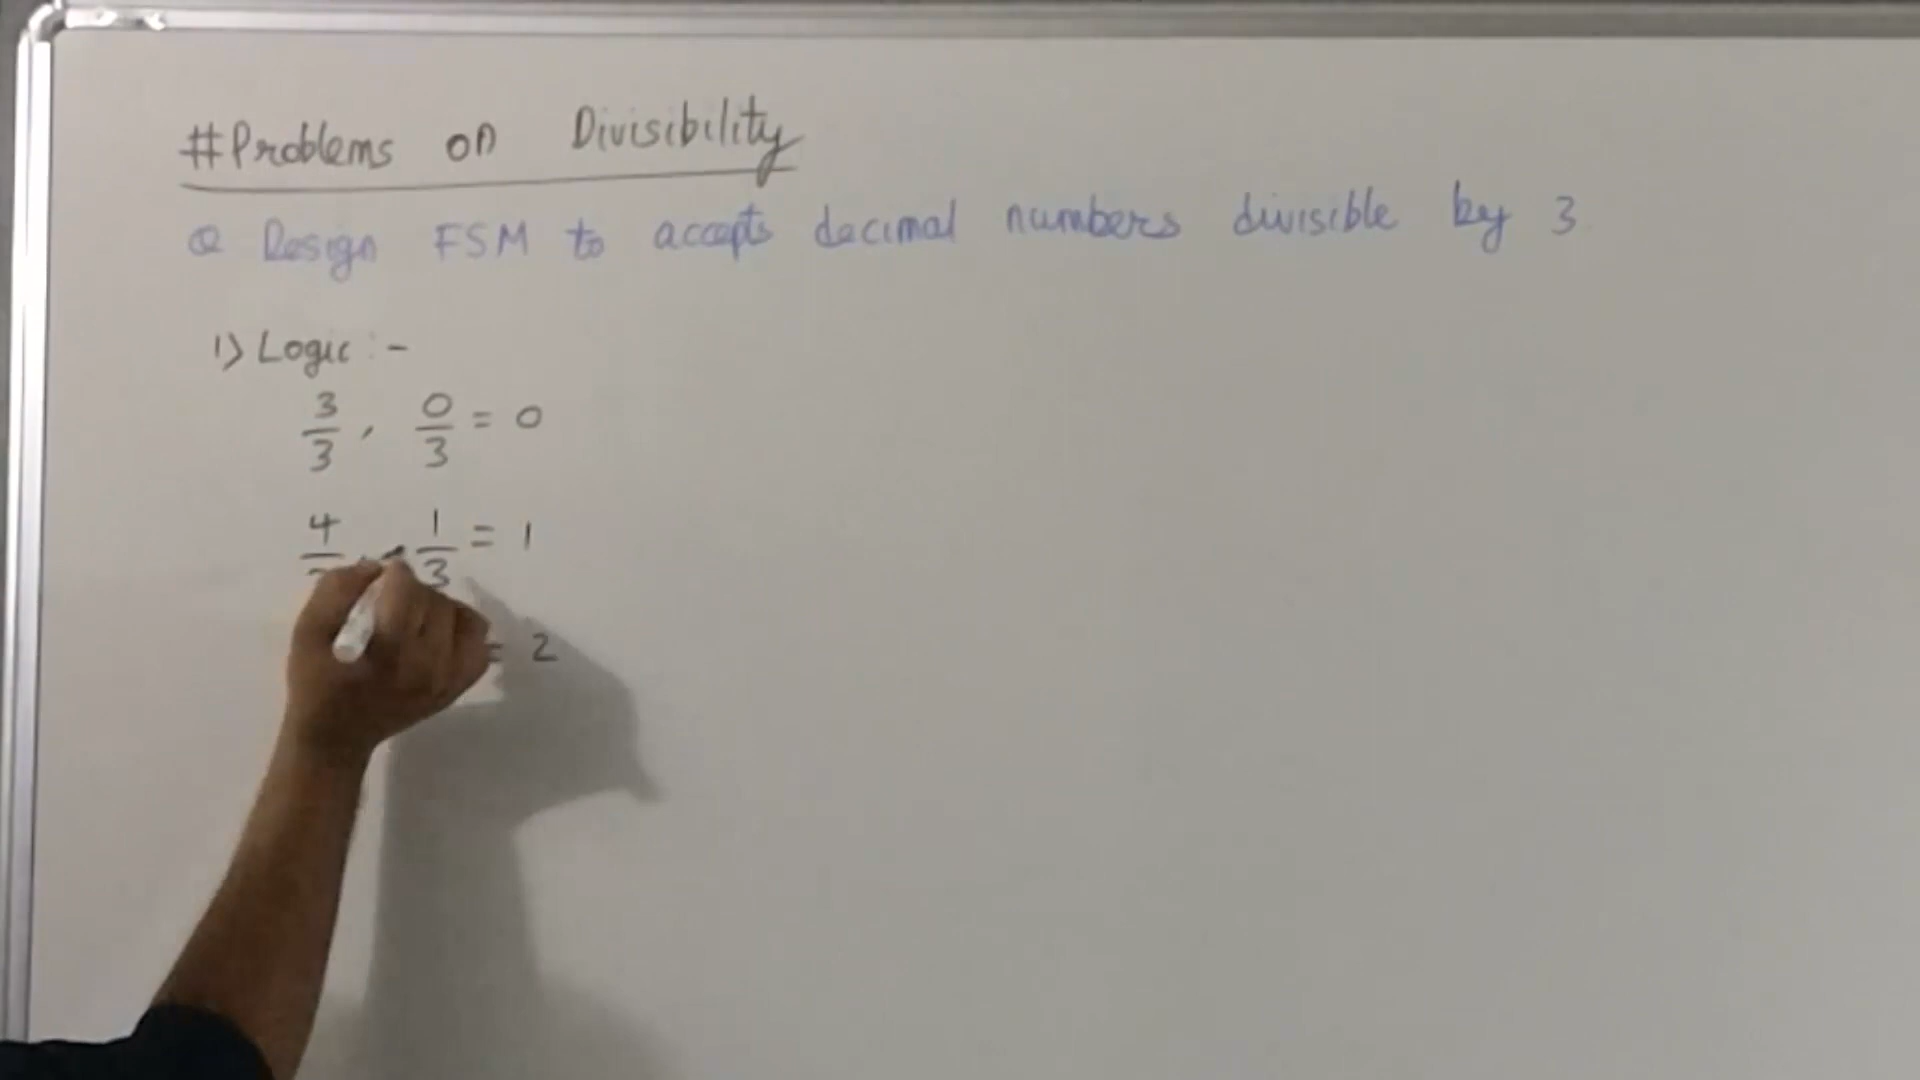 #Problems on Divisibility
Q Design FSM to accepts decimal numbers divisible by 3
1) Logic :-
3/3, 0/3 = 0
4/ 1/3 = 1
= 2